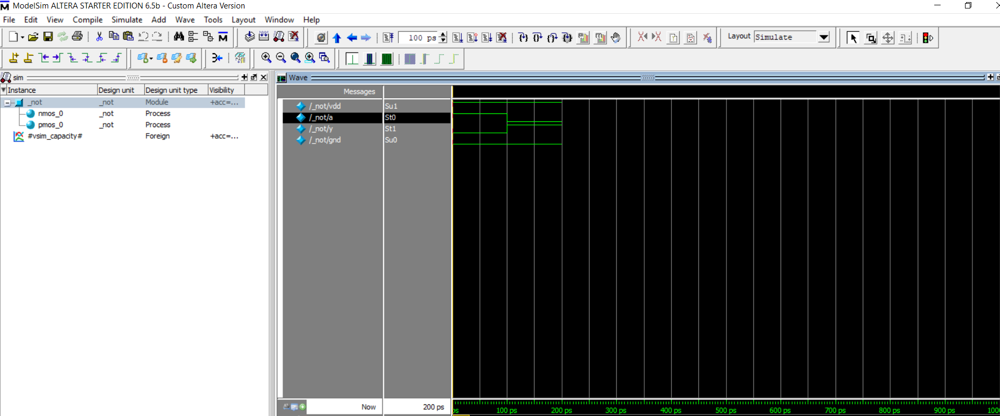 ModelSim ALTERA STARTER EDITION 6.5b - Custom Altera Version
File Edit View Compile Simulate Add Wave Tools Layout Window Help
100 ps Layout Simulate
sim
Instance Design unit Design unit type Visibility
_not _not Module +acc=...
nmos_0 _not Process
pmos_0 _not Process
#vsim_capacity# Foreign +acc=...
Wave
Messages
/_not/vdd Su1
/_not/a St0
/_not/y St1
/_not/gnd Su0
Now 200 ps
ps 100 ps 200 ps 300 ps 400 ps 500 ps 600 ps 700 ps 800 ps 900 ps 100